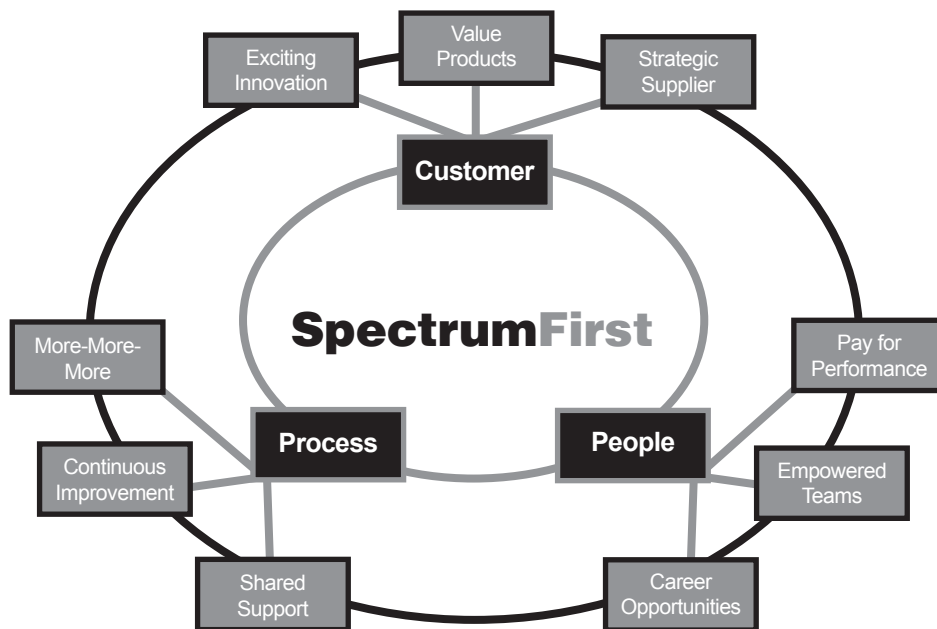 Value
Products
Exciting
Innovation
Strategic
Supplier
Customer
SpectrumFirst
More-More-
More
Pay for
Performance
Process
People
Continuous
Improvement
Empowered
Teams
Shared
Support
Career
Opportunities